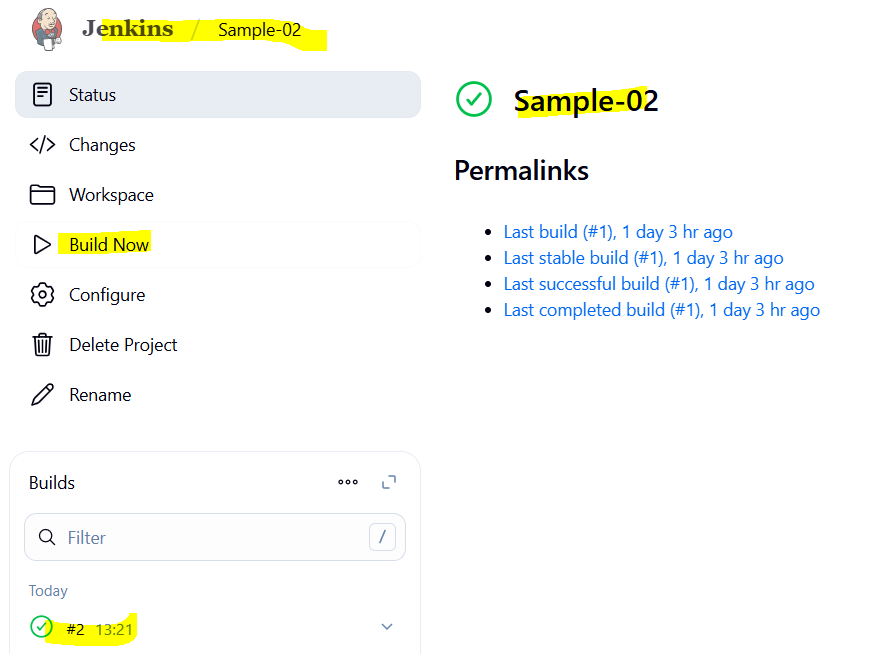 Jenkins / Sample-02
Status
Changes
Workspace
Build Now
Configure
Delete Project
Rename
Builds
Filter /
Today
#2 13:21
Sample-02
Permalinks
Last build (#1), 1 day 3 hr ago
Last stable build (#1), 1 day 3 hr ago
Last successful build (#1), 1 day 3 hr ago
Last completed build (#1), 1 day 3 hr ago